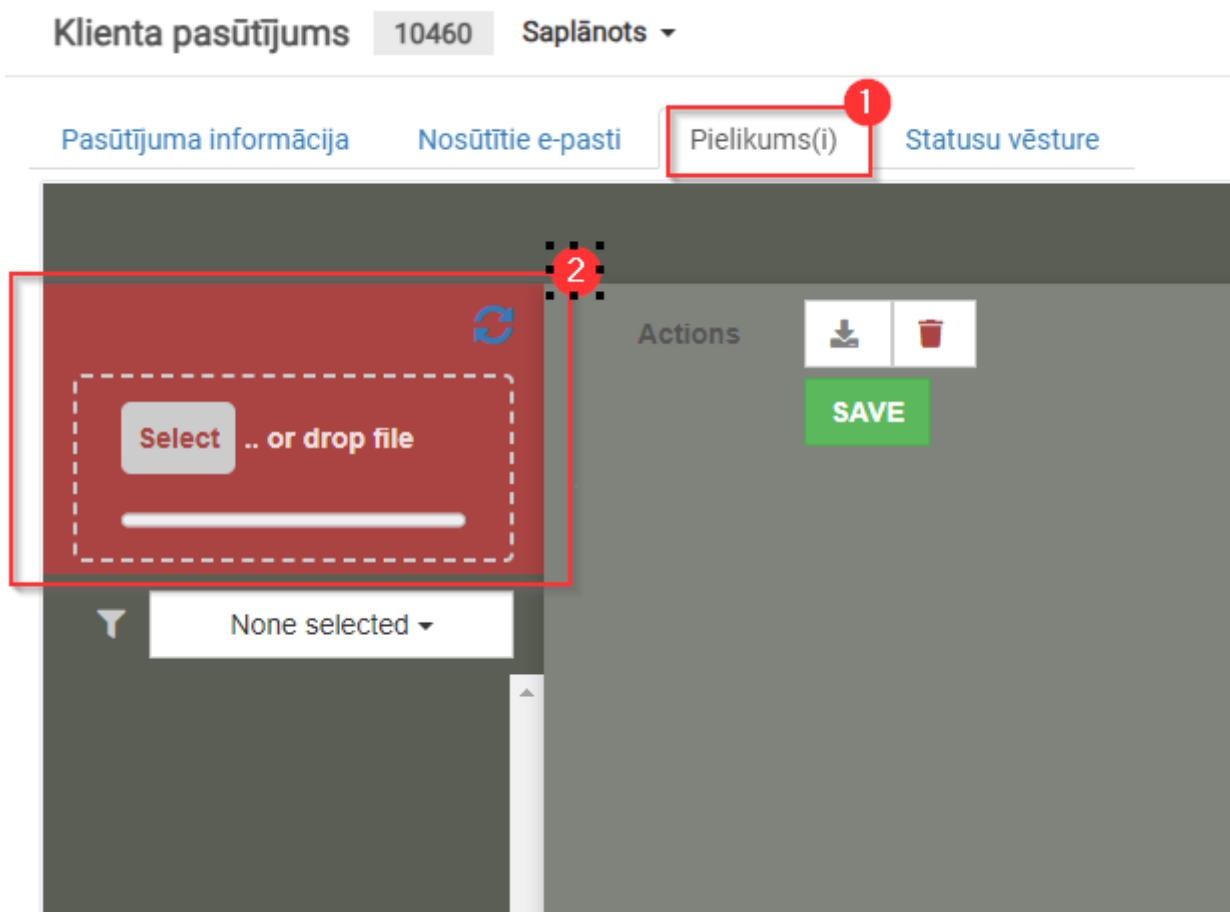 Klienta pasūtījums 10460 Saplānots
1
Pasūtījuma informācija Nosūtītie e-pasti Pielikums(i) Statusu vēsture
2
Actions
SAVE
Select .. or drop file
None selected